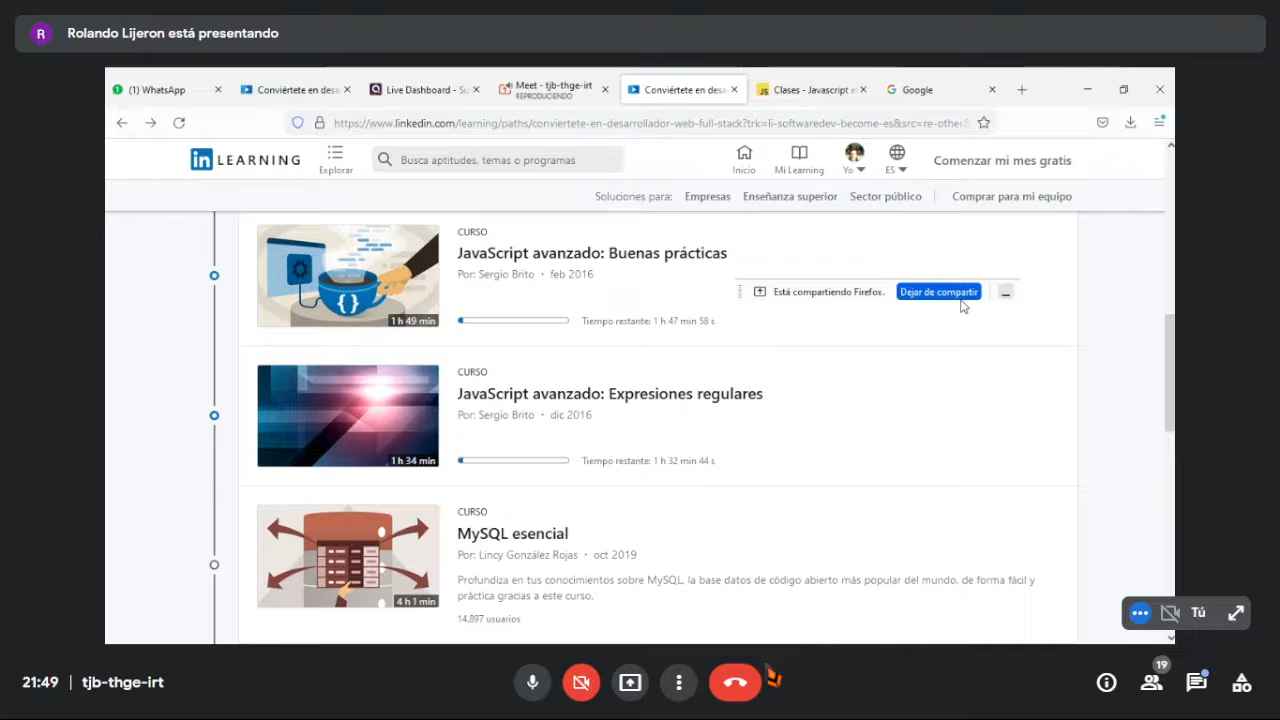 R Rolando Lijeron está presentando
(1) WhatsApp
Conviértete en desa
Live Dashboard - Su
Meet - tjb-thge-irt
REPRODUCIENDO
Conviértete en desa
JS Clases - Javascript es
Google
https://www.linkedin.com/learning/paths/conviertete-en-desarrollador-web-full-stack?trk=li-softwaredev-become-es&src=re-other&
in LEARNING
Explorar
Busca aptitudes, temas o programas
Inicio
Mi Learning
Yo
ES
Comenzar mi mes gratis
Soluciones para: Empresas Enseñanza superior Sector público Comprar para mi equipo
CURSO
JavaScript avanzado: Buenas prácticas
Por: Sergio Brito · feb 2016
Está compartiendo Firefox. Dejar de compartir
1 h 49 min
Tiempo restante: 1 h 47 min 58 s
CURSO
JavaScript avanzado: Expresiones regulares
Por: Sergio Brito · dic 2016
1 h 34 min
Tiempo restante: 1 h 32 min 44 s
CURSO
MySQL esencial
Por: Lincy González Rojas · oct 2019
Profundiza en tus conocimientos sobre MySQL, la base datos de código abierto más popular del mundo, de forma fácil y
práctica gracias a este curso.
4 h 1 min
14.897 usuarios
Tú
21:49 | tjb-thge-irt
19